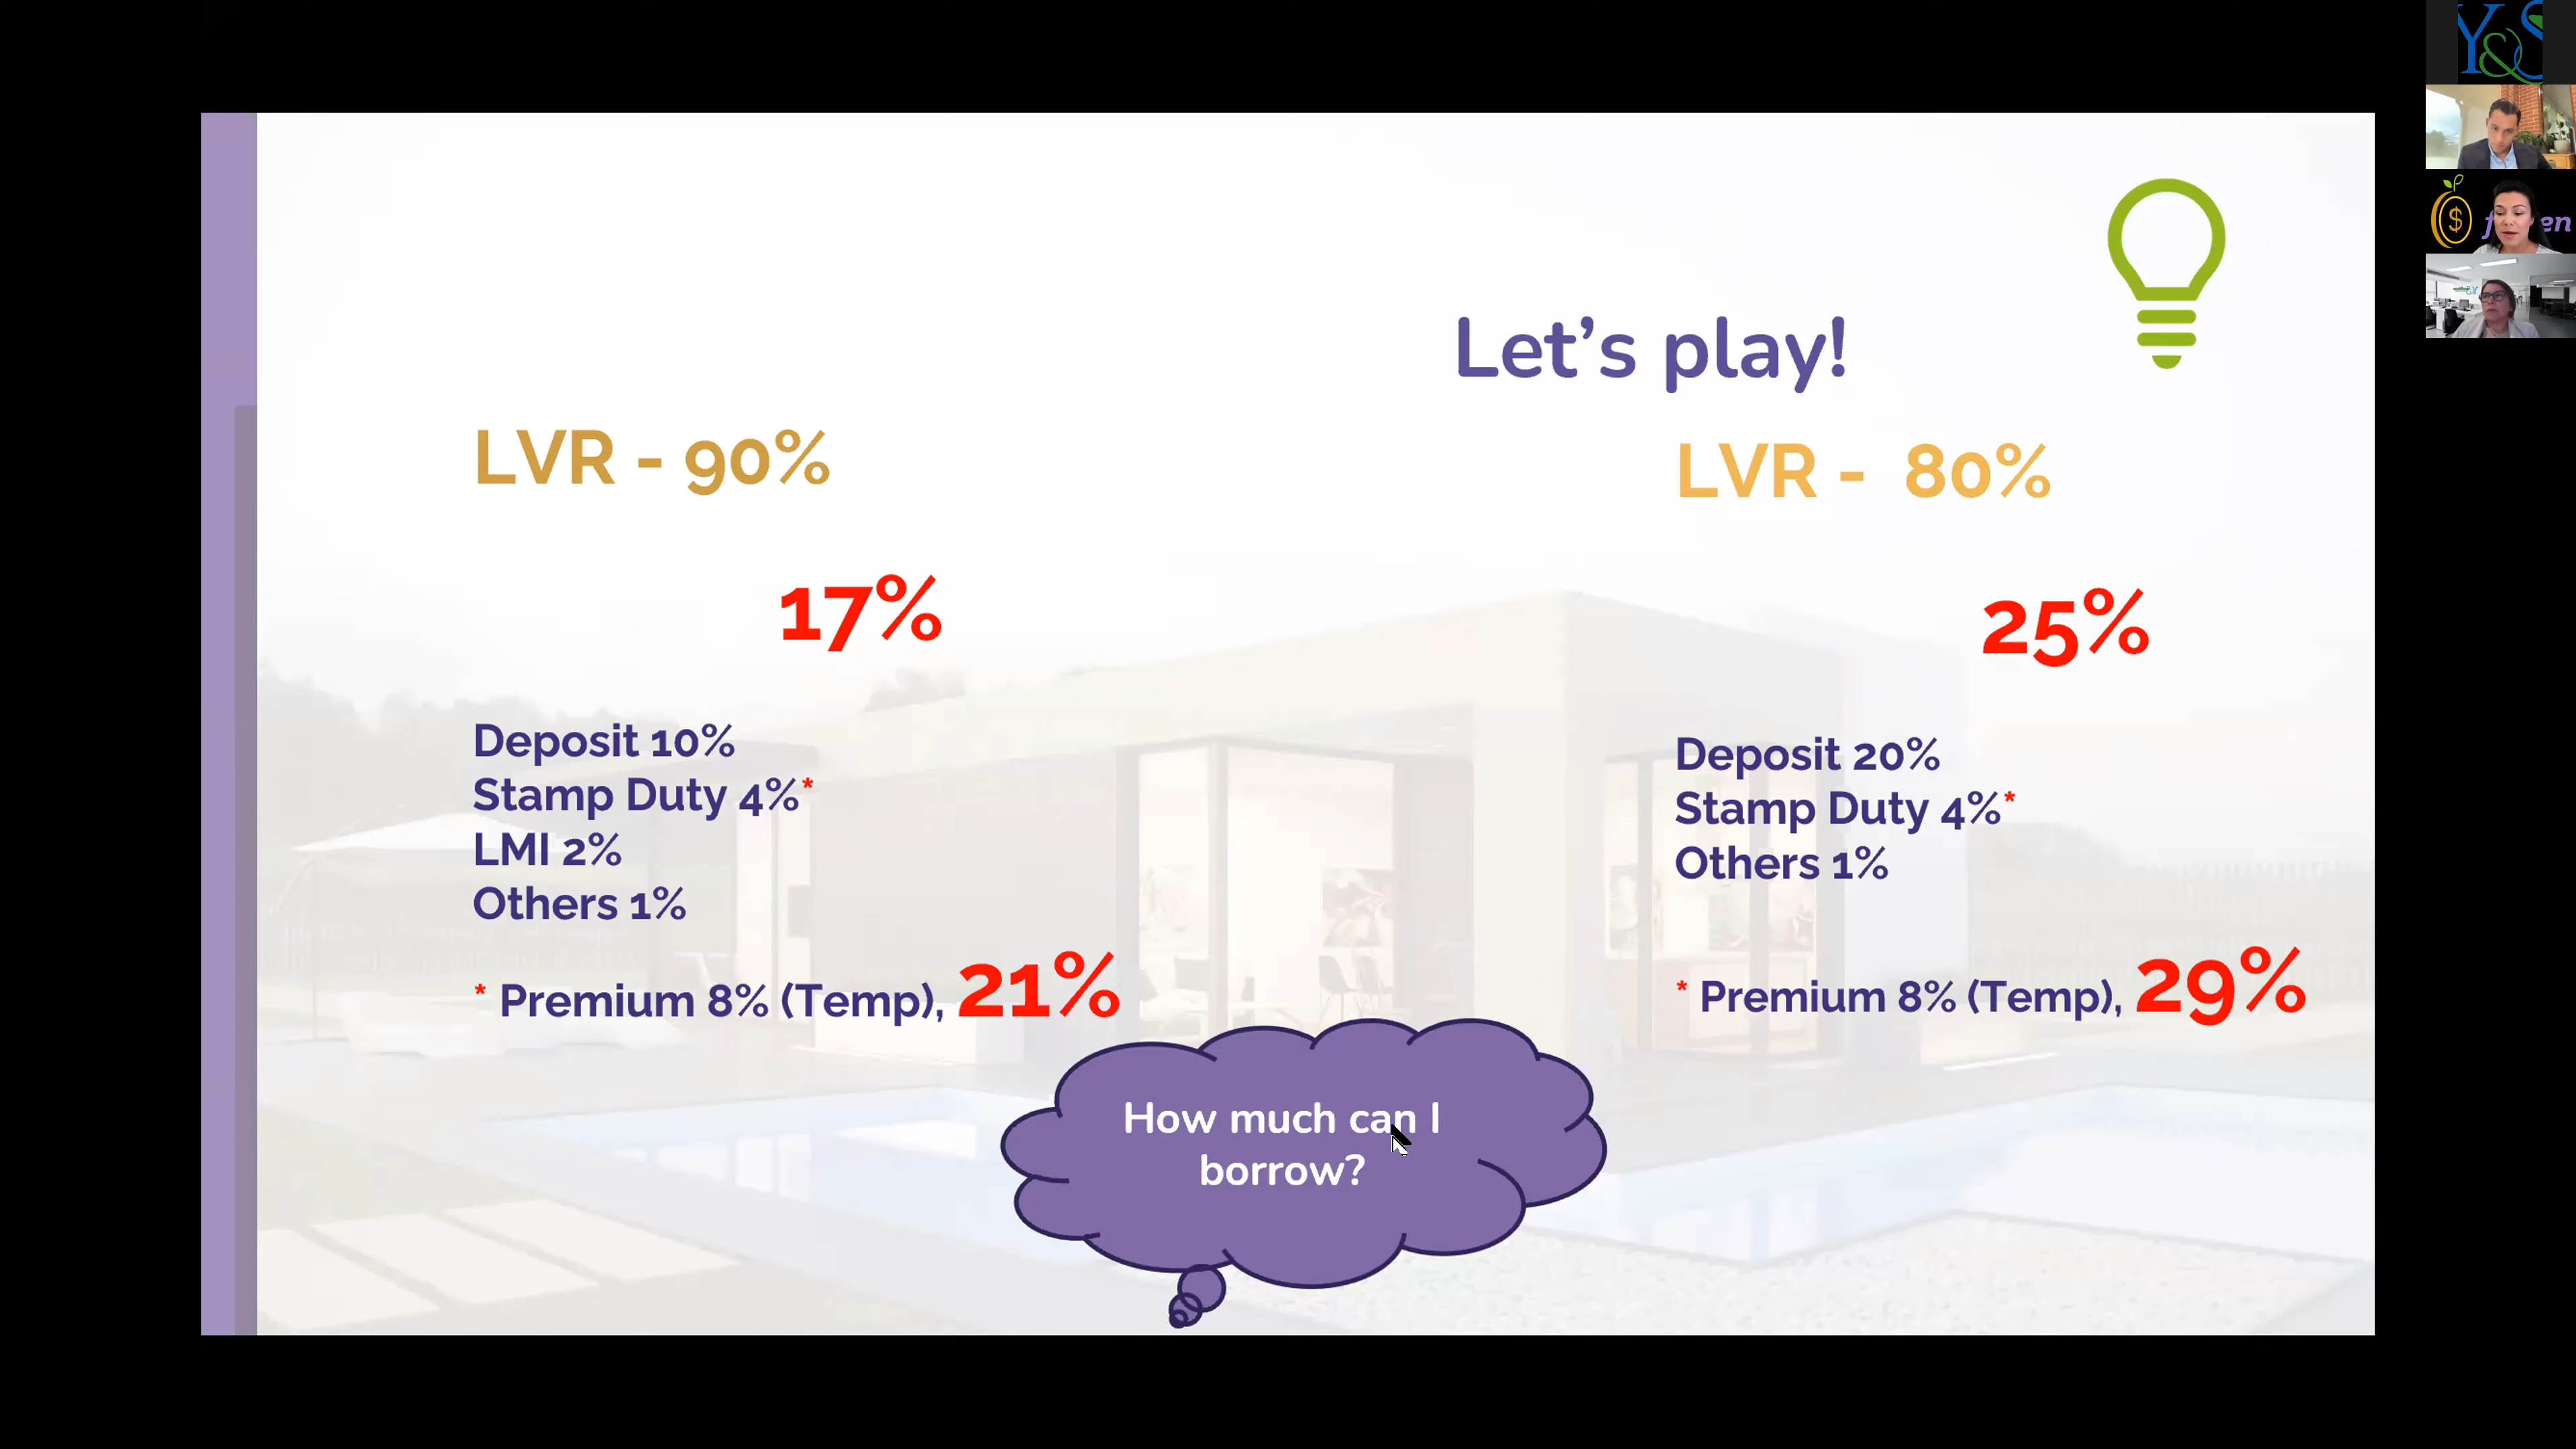 Let's play!
LVR - 90%
17%
Deposit 10%
Stamp Duty 4%*
LMI 2%
Others 1%
* Premium 8% (Temp), 21%
LVR - 80%
25%
Deposit 20%
Stamp Duty 4%*
Others 1%
* Premium 8% (Temp), 29%
How much can I
borrow?
Y&S
$